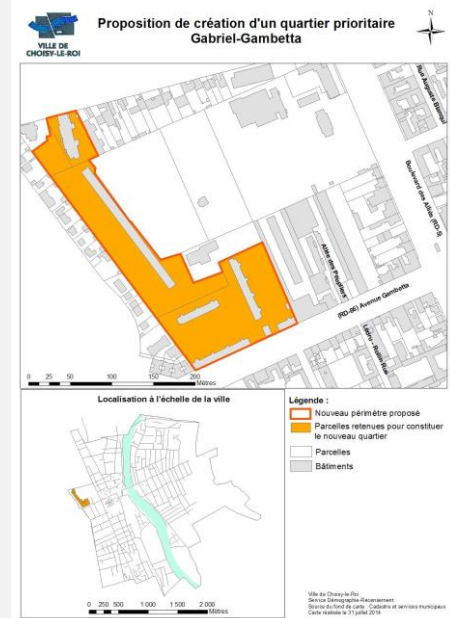 VILLE DE
CHOISY-LE-ROI
Proposition de création d'un quartier prioritaire
Gabriel-Gambetta
N
Rue Auguste Blanqui
Boulevard des Alliés (RD-5)
Allée des Peupliers
(RD-86) Avenue Gambetta
Ledru - Rollin Rue
0 25 50 100 150 200
Mètres
Localisation à l'échelle de la ville
0 250 500 1 000 1 500 2 000
Mètres
Légende :
Nouveau périmètre proposé
Parcelles retenues pour constituer
le nouveau quartier
Parcelles
Bâtiments
Ville de Choisy-le-Roi
Service Démographie-Recensement
Source du fond de carte : Cadastre et services municipaux
Carte réalisée le 31 juillet 2014